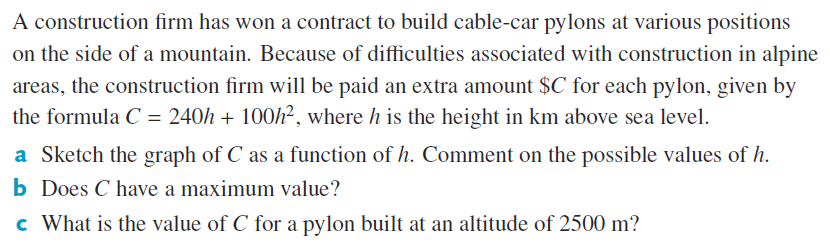 A construction firm has won a contract to build cable-car pylons at various positions
on the side of a mountain. Because of difficulties associated with construction in alpine
areas, the construction firm will be paid an extra amount $C for each pylon, given by
the formula C = 240h + 100h², where h is the height in km above sea level.
a Sketch the graph of C as a function of h. Comment on the possible values of h.
b Does C have a maximum value?
c What is the value of C for a pylon built at an altitude of 2500 m?